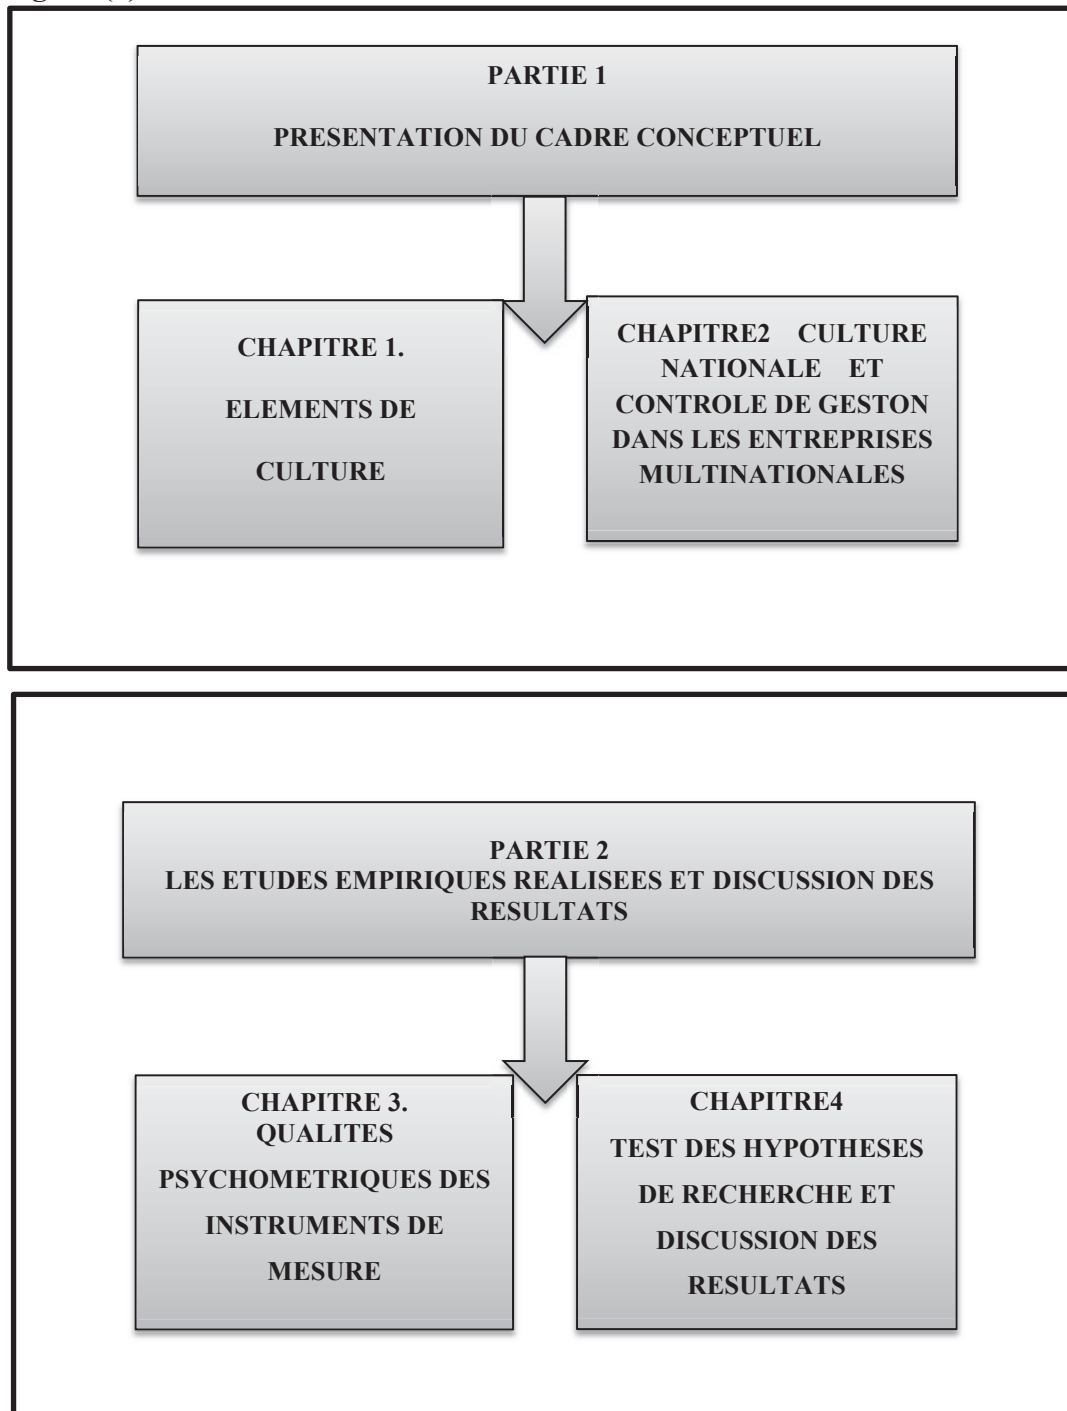 PARTIE 1
PRESENTATION DU CADRE CONCEPTUEL
CHAPITRE 1.
ELEMENTS DE
CULTURE
CHAPITRE2 CULTURE
NATIONALE ET
CONTROLE DE GESTON
DANS LES ENTREPRISES
MULTINATIONALES
PARTIE 2
LES ETUDES EMPIRIQUES REALISEES ET DISCUSSION DES
RESULTATS
CHAPITRE 3.
QUALITES
PSYCHOMETRIQUES DES
INSTRUMENTS DE
MESURE
CHAPITRE4
TEST DES HYPOTHESES
DE RECHERCHE ET
DISCUSSION DES
RESULTATS